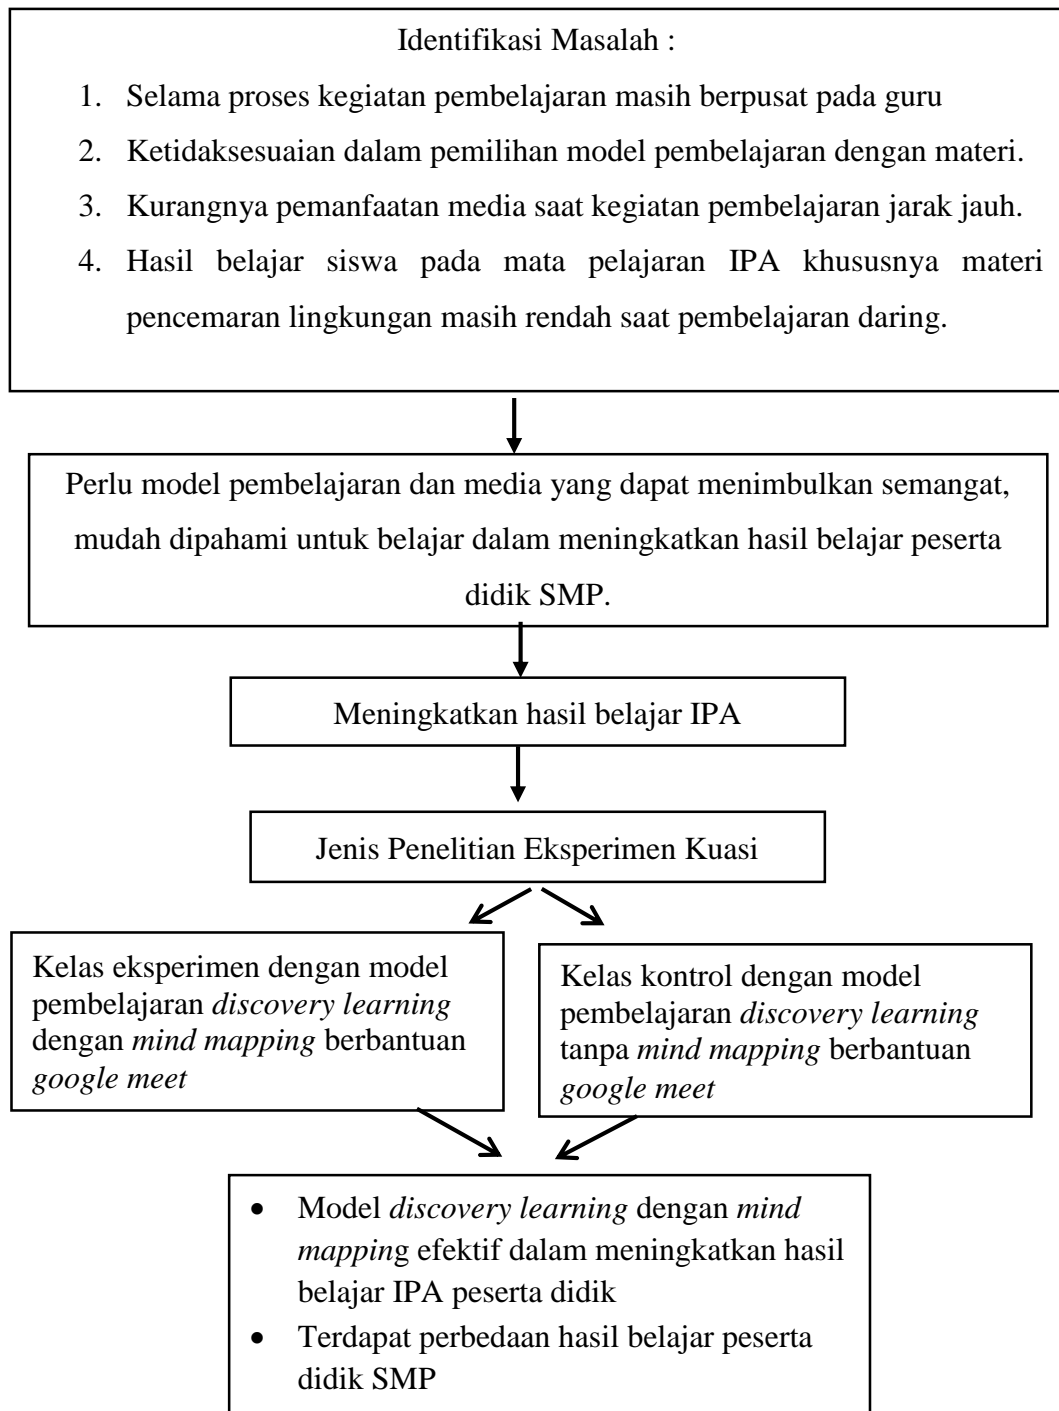 Identifikasi Masalah :
1. Selama proses kegiatan pembelajaran masih berpusat pada guru
2. Ketidaksesuaian dalam pemilihan model pembelajaran dengan materi.
3. Kurangnya pemanfaatan media saat kegiatan pembelajaran jarak jauh.
4. Hasil belajar siswa pada mata pelajaran IPA khususnya materi
pencemaran lingkungan masih rendah saat pembelajaran daring.
Perlu model pembelajaran dan media yang dapat menimbulkan semangat,
mudah dipahami untuk belajar dalam meningkatkan hasil belajar peserta
didik SMP.
Meningkatkan hasil belajar IPA
Jenis Penelitian Eksperimen Kuasi
Kelas eksperimen dengan model
pembelajaran discovery learning
dengan mind mapping berbantuan
google meet
Kelas kontrol dengan model
pembelajaran discovery learning
tanpa mind mapping berbantuan
google meet
• Model discovery learning dengan mind
mapping efektif dalam meningkatkan hasil
belajar IPA peserta didik
• Terdapat perbedaan hasil belajar peserta
didik SMP